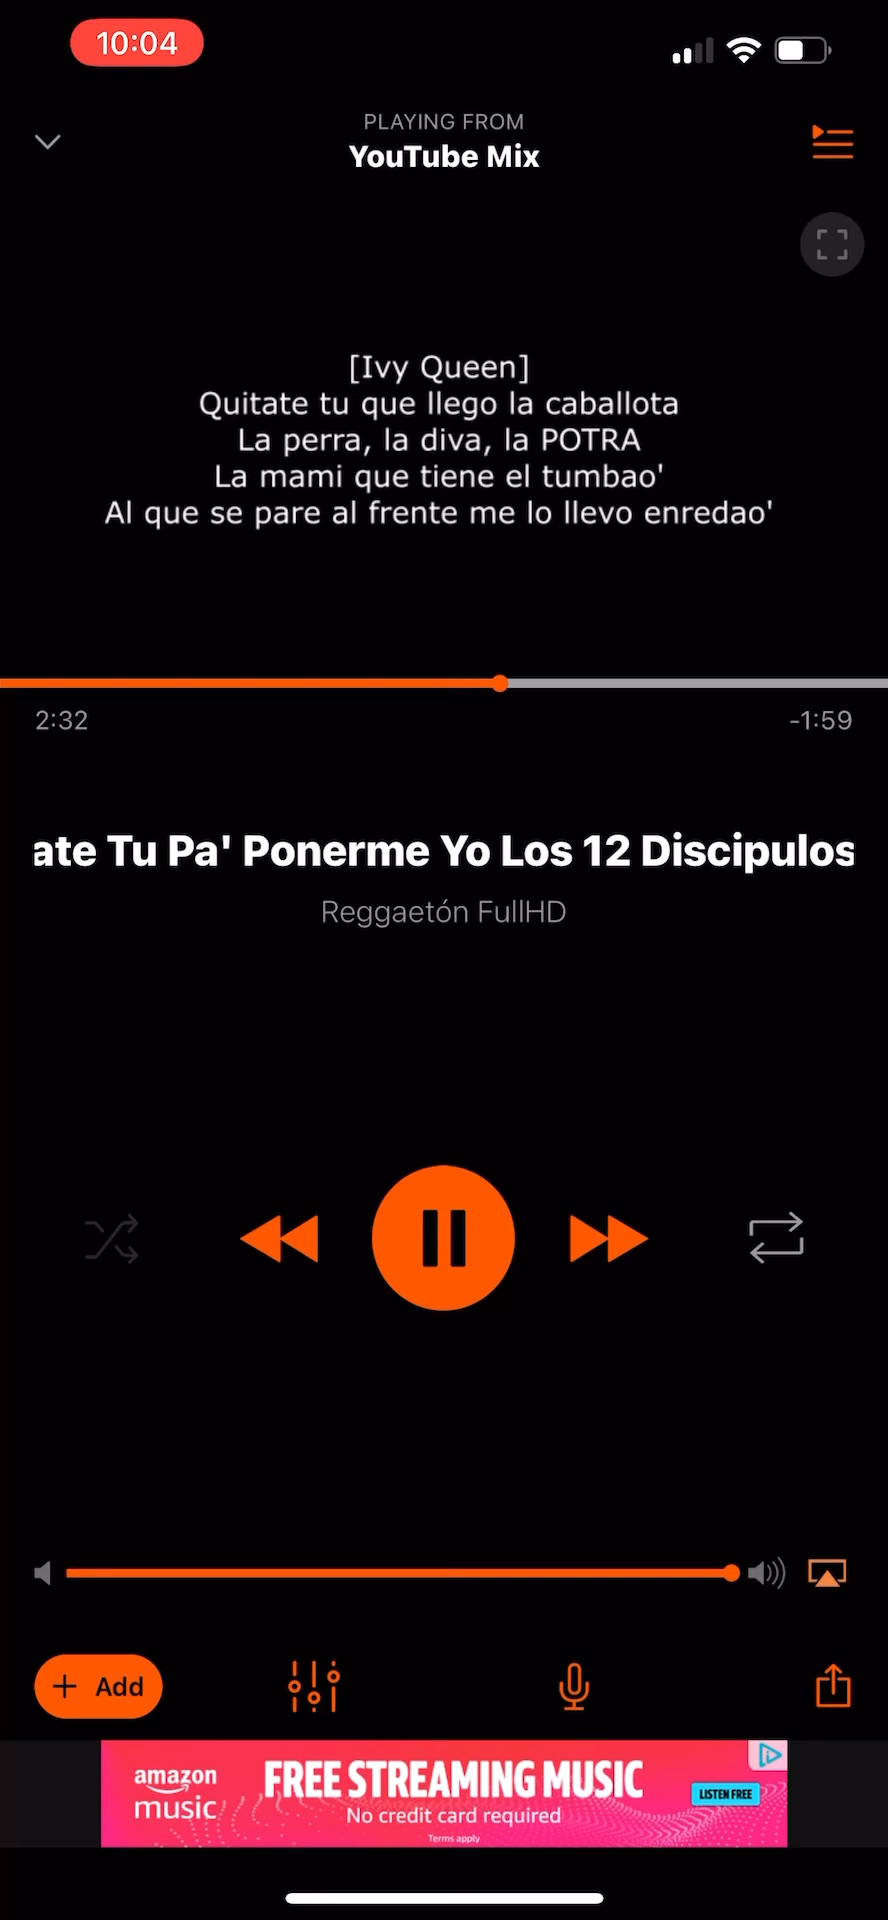 10:04
PLAYING FROM
YouTube Mix
[Ivy Queen]
Quitate tu que llego la caballota
La perra, la diva, la POTRA
La mami que tiene el tumbao'
Al que se pare al frente me lo llevo enredao'
2:32
-1:59
ate Tu Pa' Ponerme Yo Los 12 Discipulos
Reggaetón FullHD
+ Add
amazon music
FREE STREAMING MUSIC
No credit card required
Terms apply
LISTEN FREE